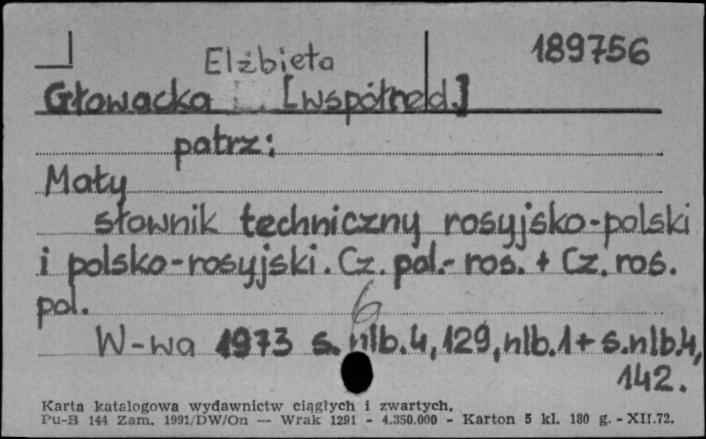 189756
Elżbieta
Głowacka [współred.]
patrz:
Mały
słownik techniczny rosyjsko-polski
i polsko-rosyjski. Cz. pol.- ros. + Cz. ros.
pol.
6
W-wa 1973 s. nlb.4, 129, nlb.1 + s.nlb.4,
142.
Karta katalogowa wydawnictw ciągłych i zwartych.
Pu-B 144 Zam. 1991/DW/On — Wrak 1291 - 4.350.000 - Karton 5 kl. 180 g. - XII.72.